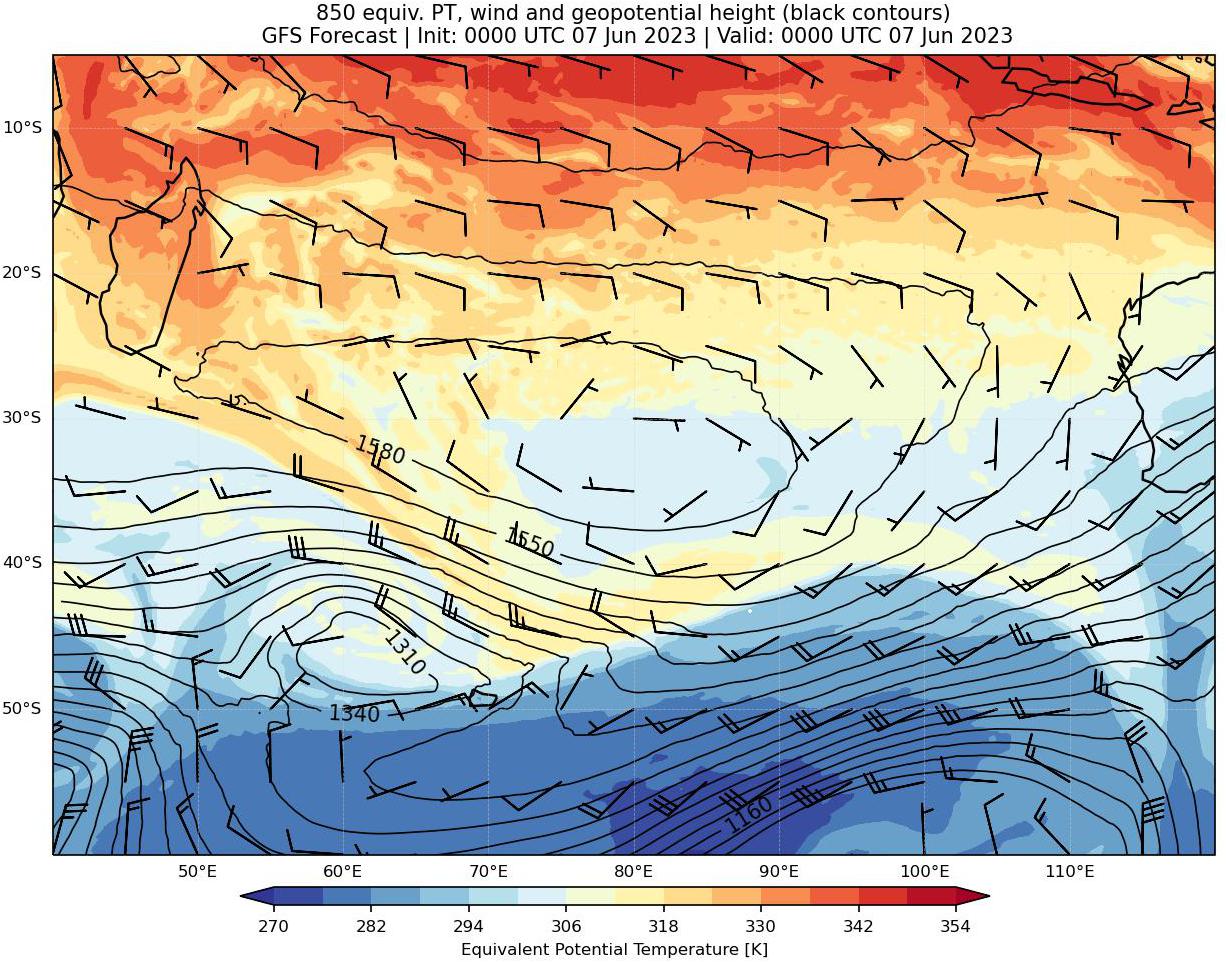 850 equiv. PT, wind and geopotential height (black contours)
GFS Forecast | Init: 0000 UTC 07 Jun 2023 | Valid: 0000 UTC 07 Jun 2023
10°S
20°S
30°S
1580
1550
40°S
1310
50°S
1340
1160
50°E 60°E 70°E 80°E 90°E 100°E 110°E
270 282 294 306 318 330 342 354
Equivalent Potential Temperature [K]